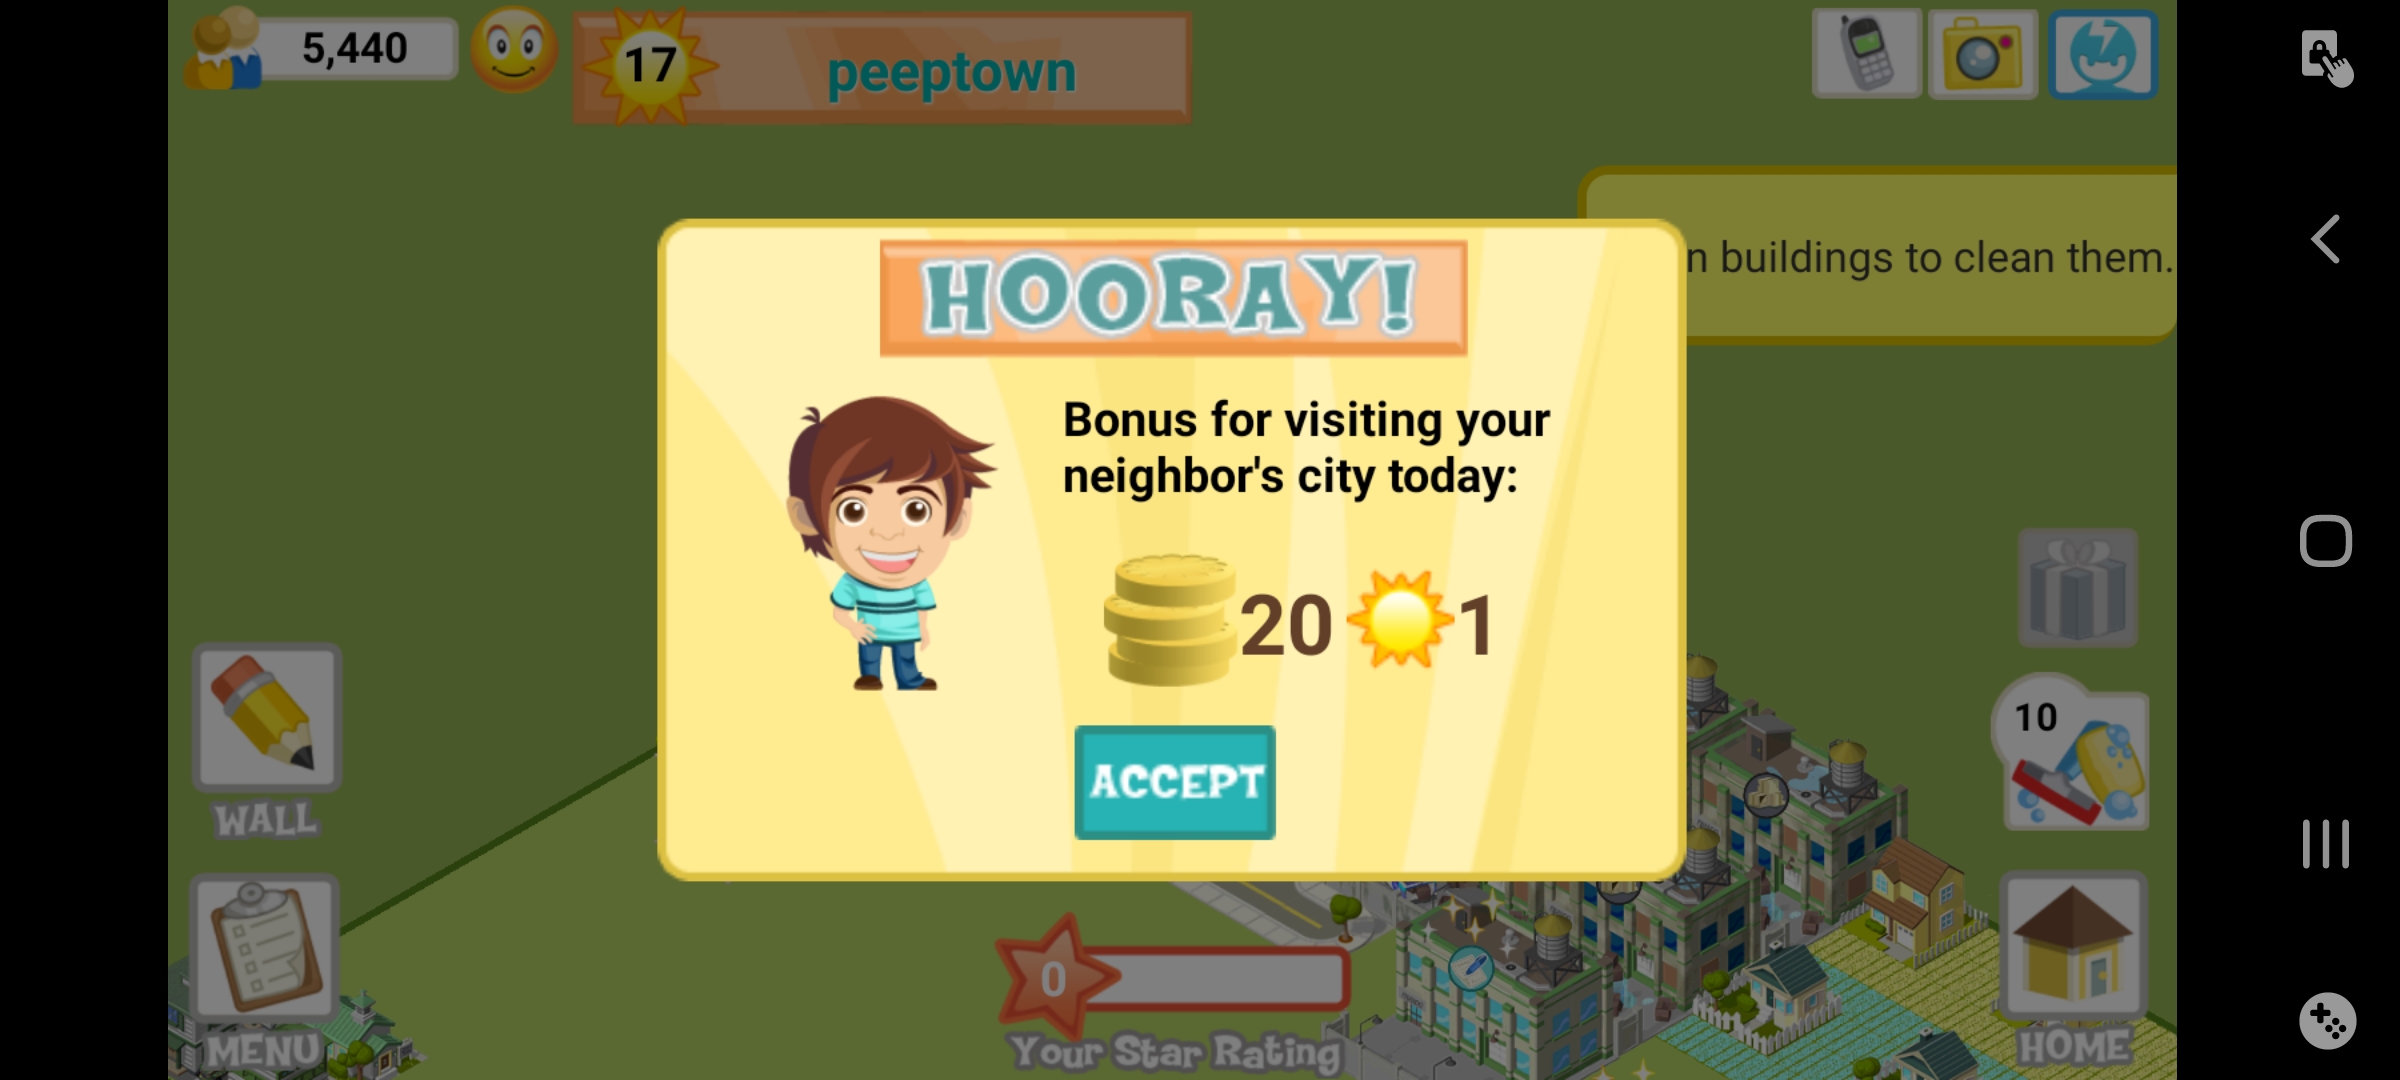 5,440
17
peeptown
n buildings to clean them.
HOORAY!
Bonus for visiting your
neighbor's city today:
20 1
ACCEPT
10
WALL
0
Your Star Rating
MENU
HOME